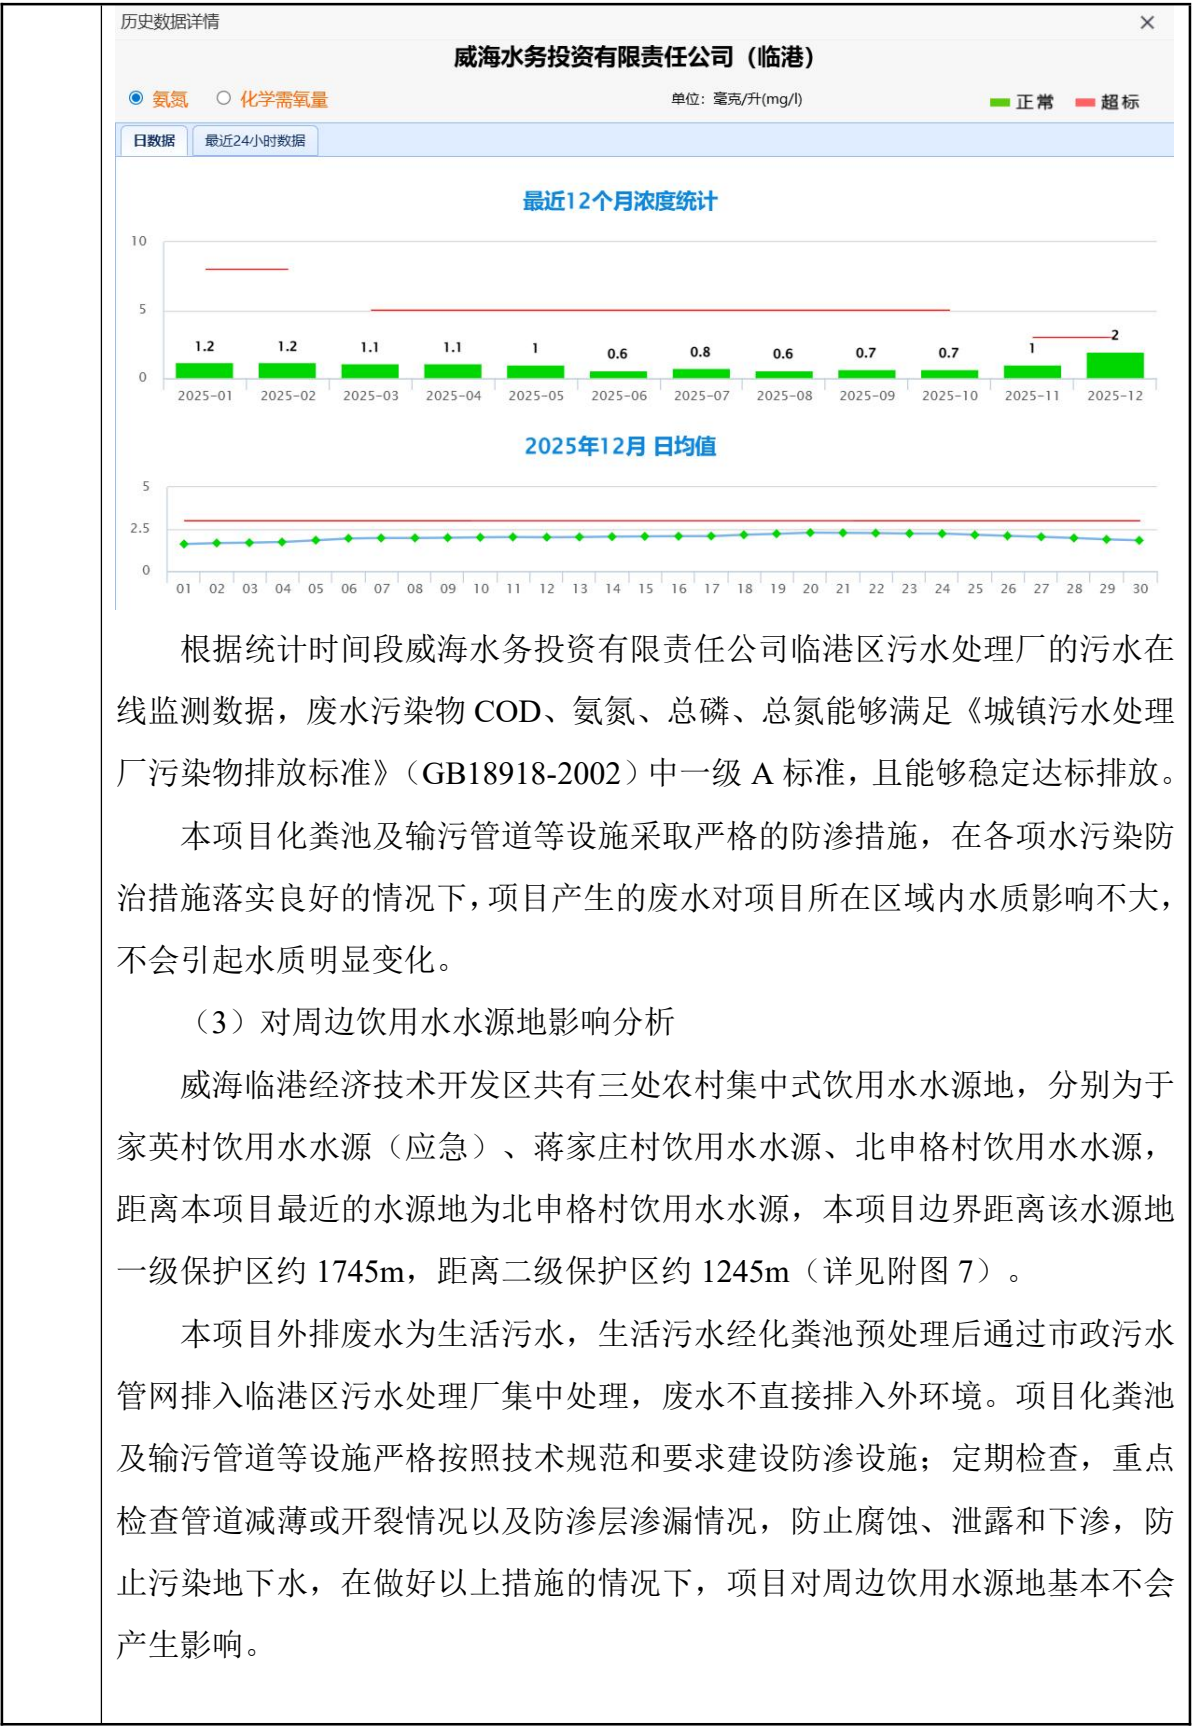 历史数据详情 ×
威海水务投资有限责任公司（临港）
氨氮 化学需氧量 单位：毫克/升(mg/l) 正常 超标
日数据 最近24小时数据
最近12个月浓度统计
10
5
0
1.2 1.2 1.1 1.1 1 0.6 0.8 0.6 0.7 0.7 1 2
2025-01 2025-02 2025-03 2025-04 2025-05 2025-06 2025-07 2025-08 2025-09 2025-10 2025-11 2025-12
2025年12月 日均值
5
2.5
0
01 02 03 04 05 06 07 08 09 10 11 12 13 14 15 16 17 18 19 20 21 22 23 24 25 26 27 28 29 30
根据统计时间段威海水务投资有限责任公司临港区污水处理厂的污水在
线监测数据，废水污染物 COD、氨氮、总磷、总氮能够满足《城镇污水处理
厂污染物排放标准》（GB18918-2002）中一级 A 标准，且能够稳定达标排放。
本项目化粪池及输污管道等设施采取严格的防渗措施，在各项水污染防
治措施落实良好的情况下，项目产生的废水对项目所在区域内水质影响不大，
不会引起水质明显变化。
（3）对周边饮用水水源地影响分析
威海临港经济技术开发区共有三处农村集中式饮用水水源地，分别为于
家英村饮用水水源（应急）、蒋家庄村饮用水水源、北申格村饮用水水源，
距离本项目最近的水源地为北申格村饮用水水源，本项目边界距离该水源地
一级保护区约 1745m，距离二级保护区约 1245m（详见附图 7）。
本项目外排废水为生活污水，生活污水经化粪池预处理后通过市政污水
管网排入临港区污水处理厂集中处理，废水不直接排入外环境。项目化粪池
及输污管道等设施严格按照技术规范和要求建设防渗设施；定期检查，重点
检查管道减薄或开裂情况以及防渗层渗漏情况，防止腐蚀、泄露和下渗，防
止污染地下水，在做好以上措施的情况下，项目对周边饮用水源地基本不会
产生影响。